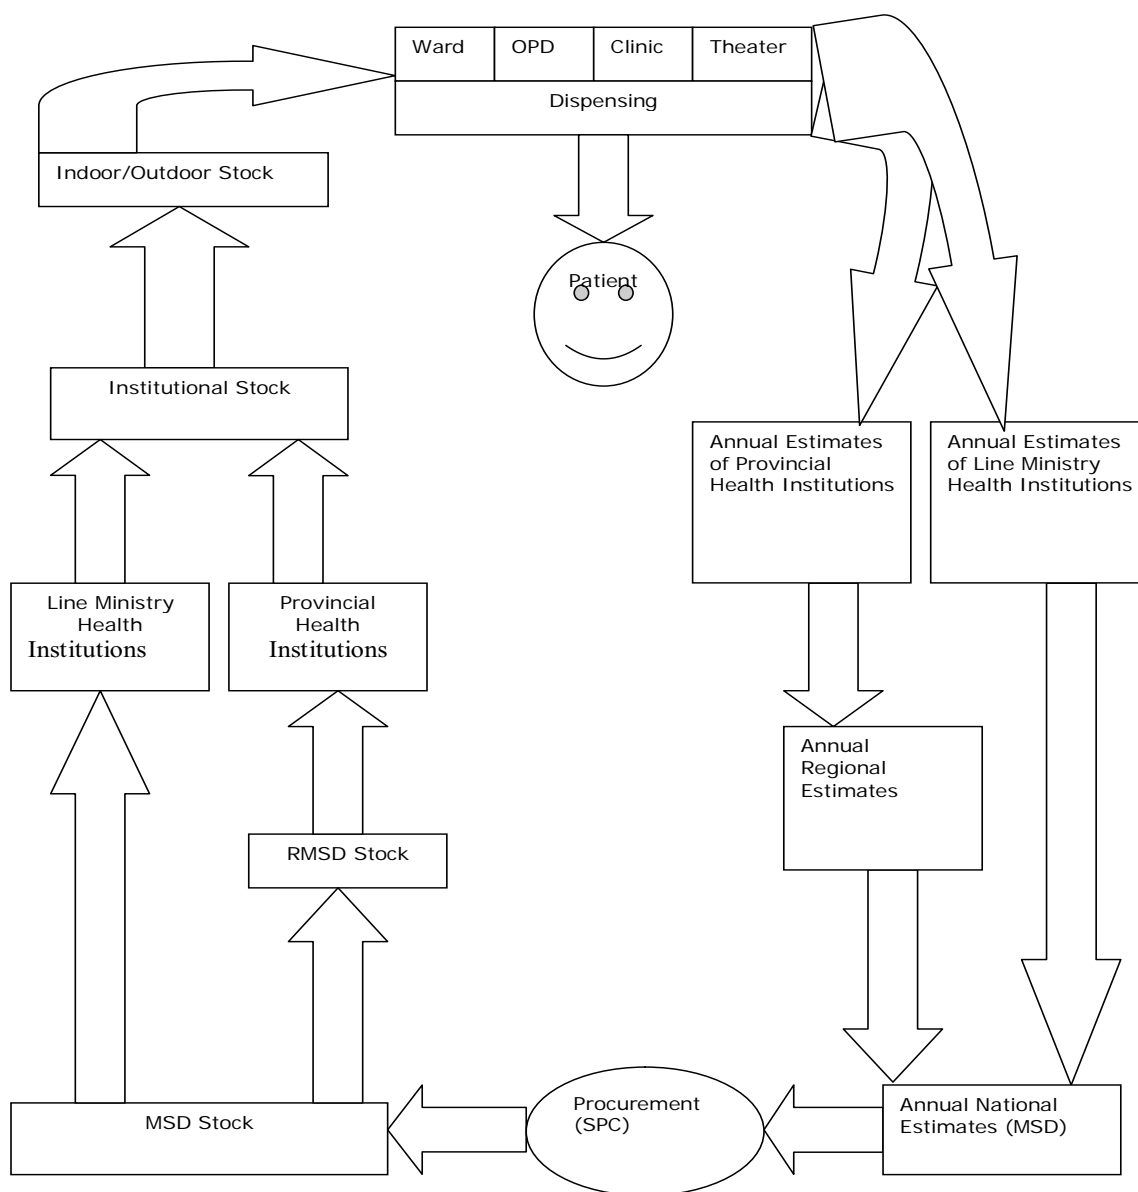 Ward
OPD
Clinic
Theater
Dispensing
Indoor/Outdoor Stock
Patient
Institutional Stock
Annual Estimates
of Provincial
Health Institutions
Annual Estimates
of Line Ministry
Health Institutions
Line Ministry
Health
Institutions
Provincial
Health
Institutions
Annual
Regional
Estimates
RMSD Stock
MSD Stock
Procurement
(SPC)
Annual National
Estimates (MSD)